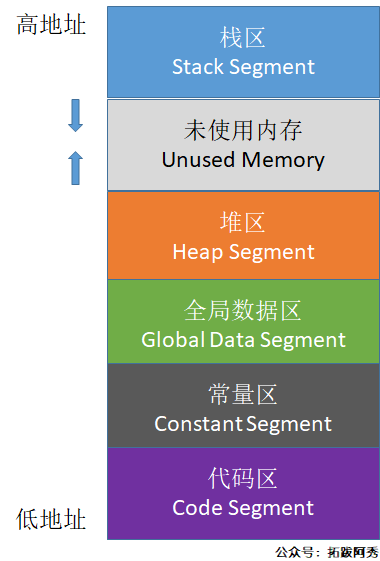 高地址
栈区
Stack Segment
未使用内存
Unused Memory
堆区
Heap Segment
全局数据区
Global Data Segment
常量区
Constant Segment
代码区
Code Segment
低地址
公众号：拓跋阿秀